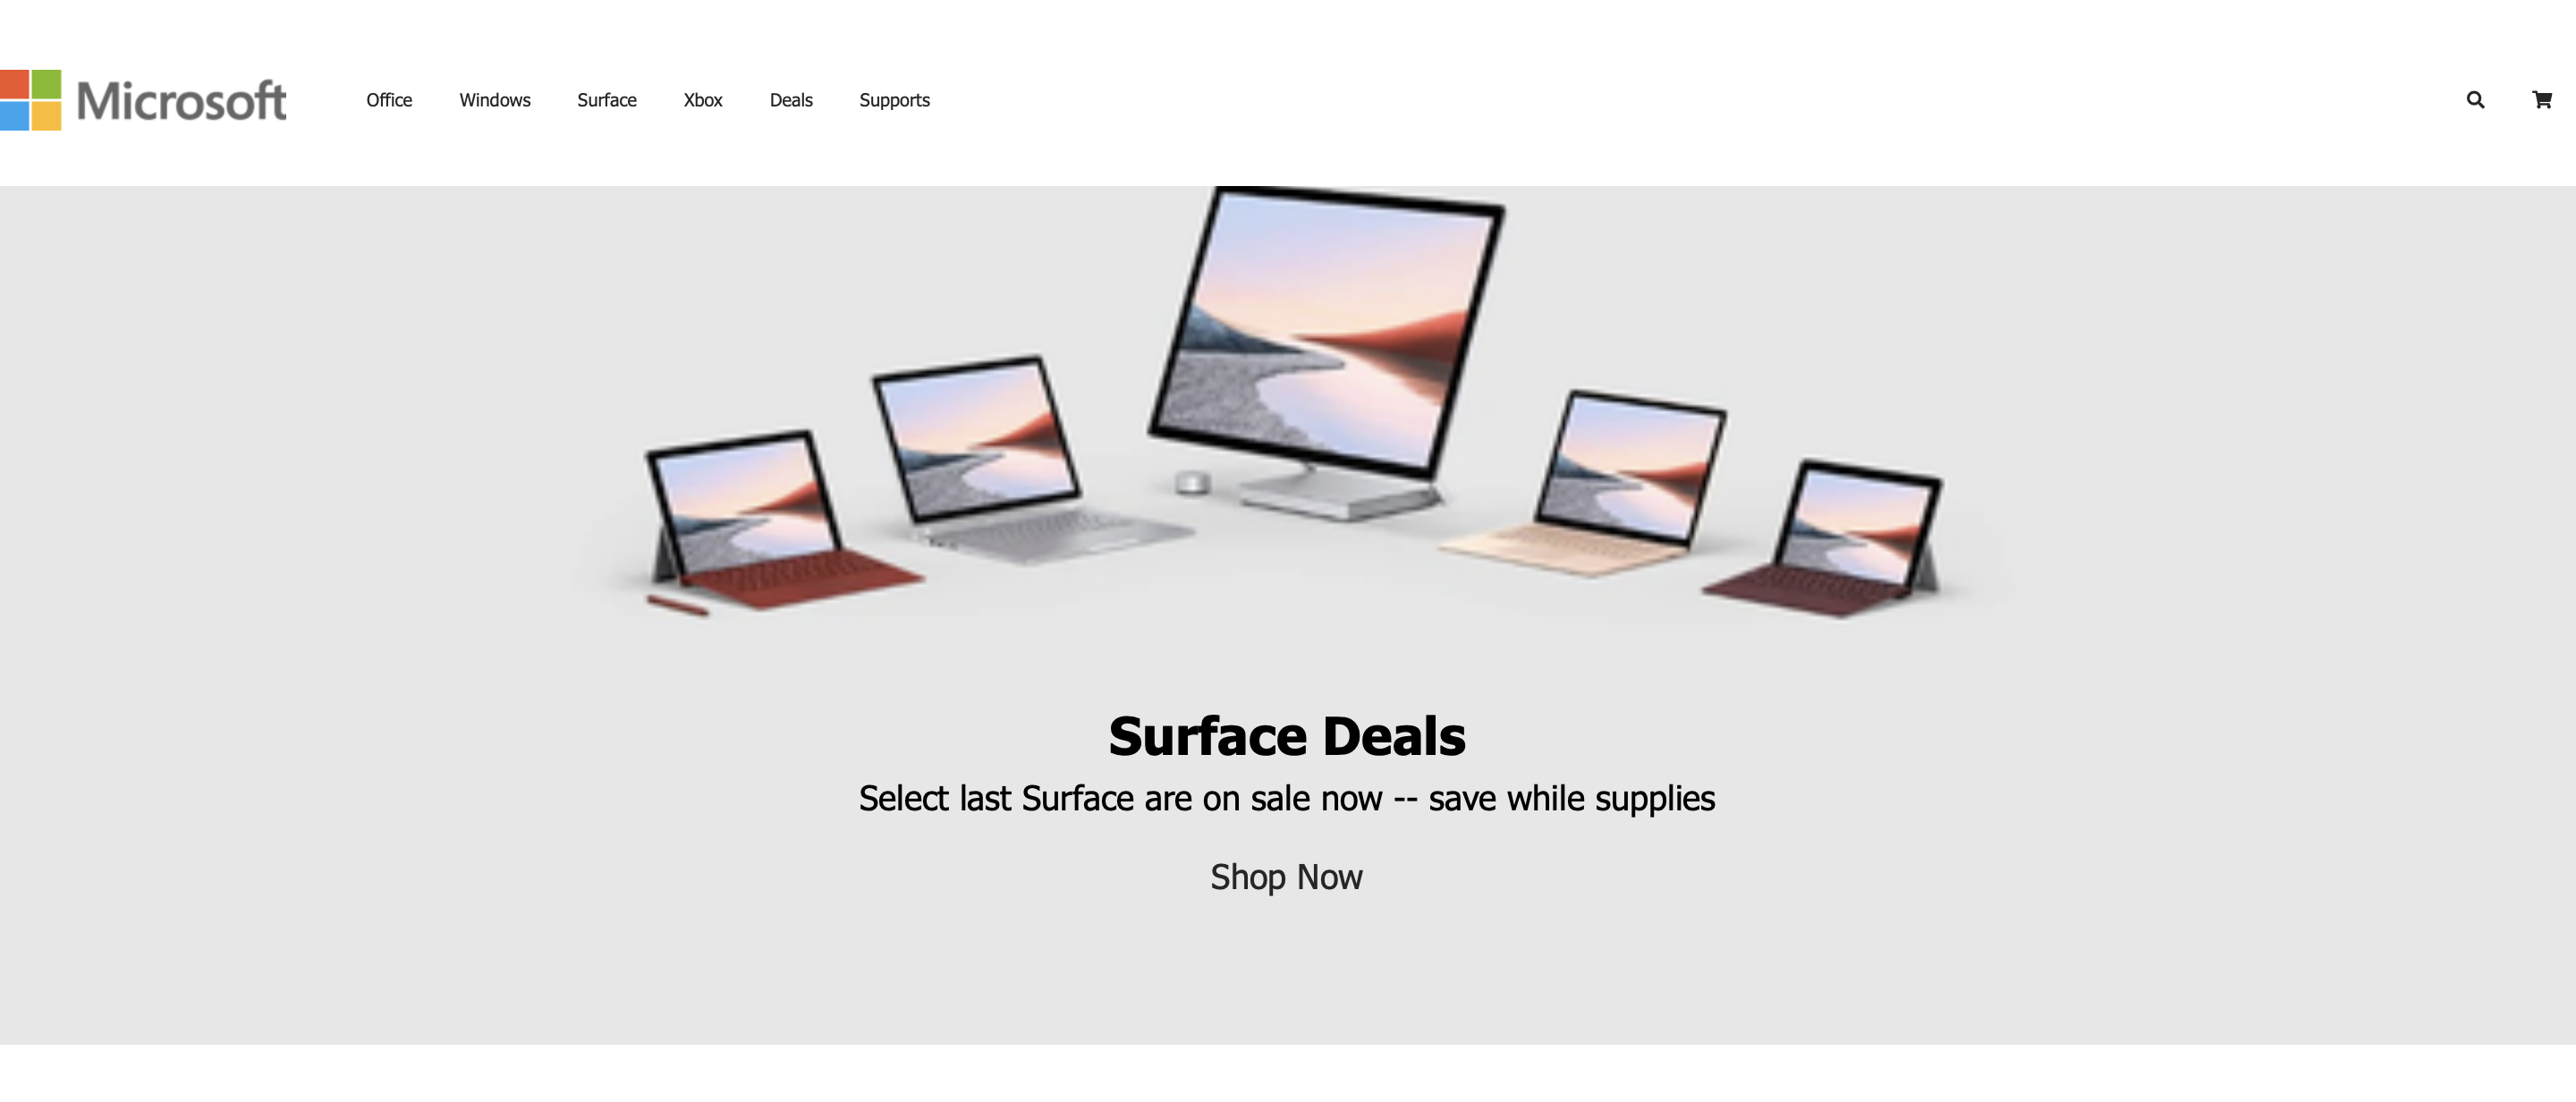 Microsoft
Office Windows Surface Xbox Deals Supports
Surface Deals
Select last Surface are on sale now -- save while supplies
Shop Now